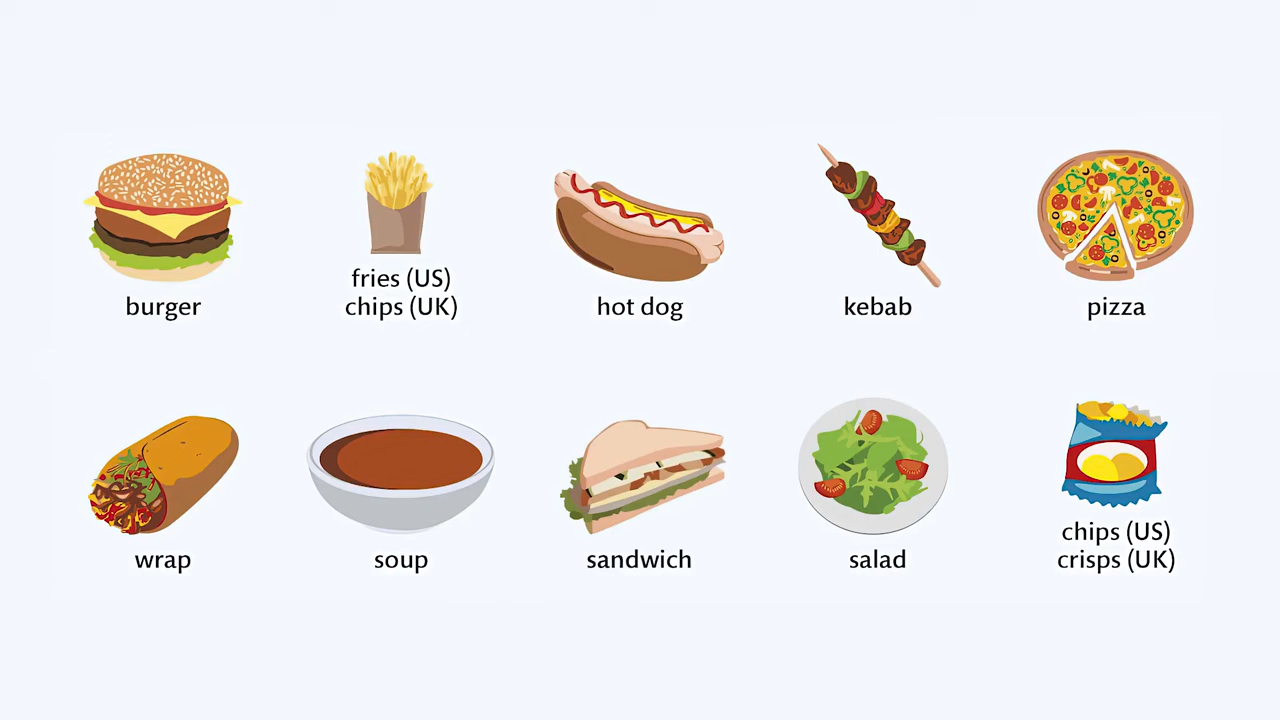 burger
fries (US)
chips (UK)
hot dog
kebab
pizza
wrap
soup
sandwich
salad
chips (US)
crisps (UK)